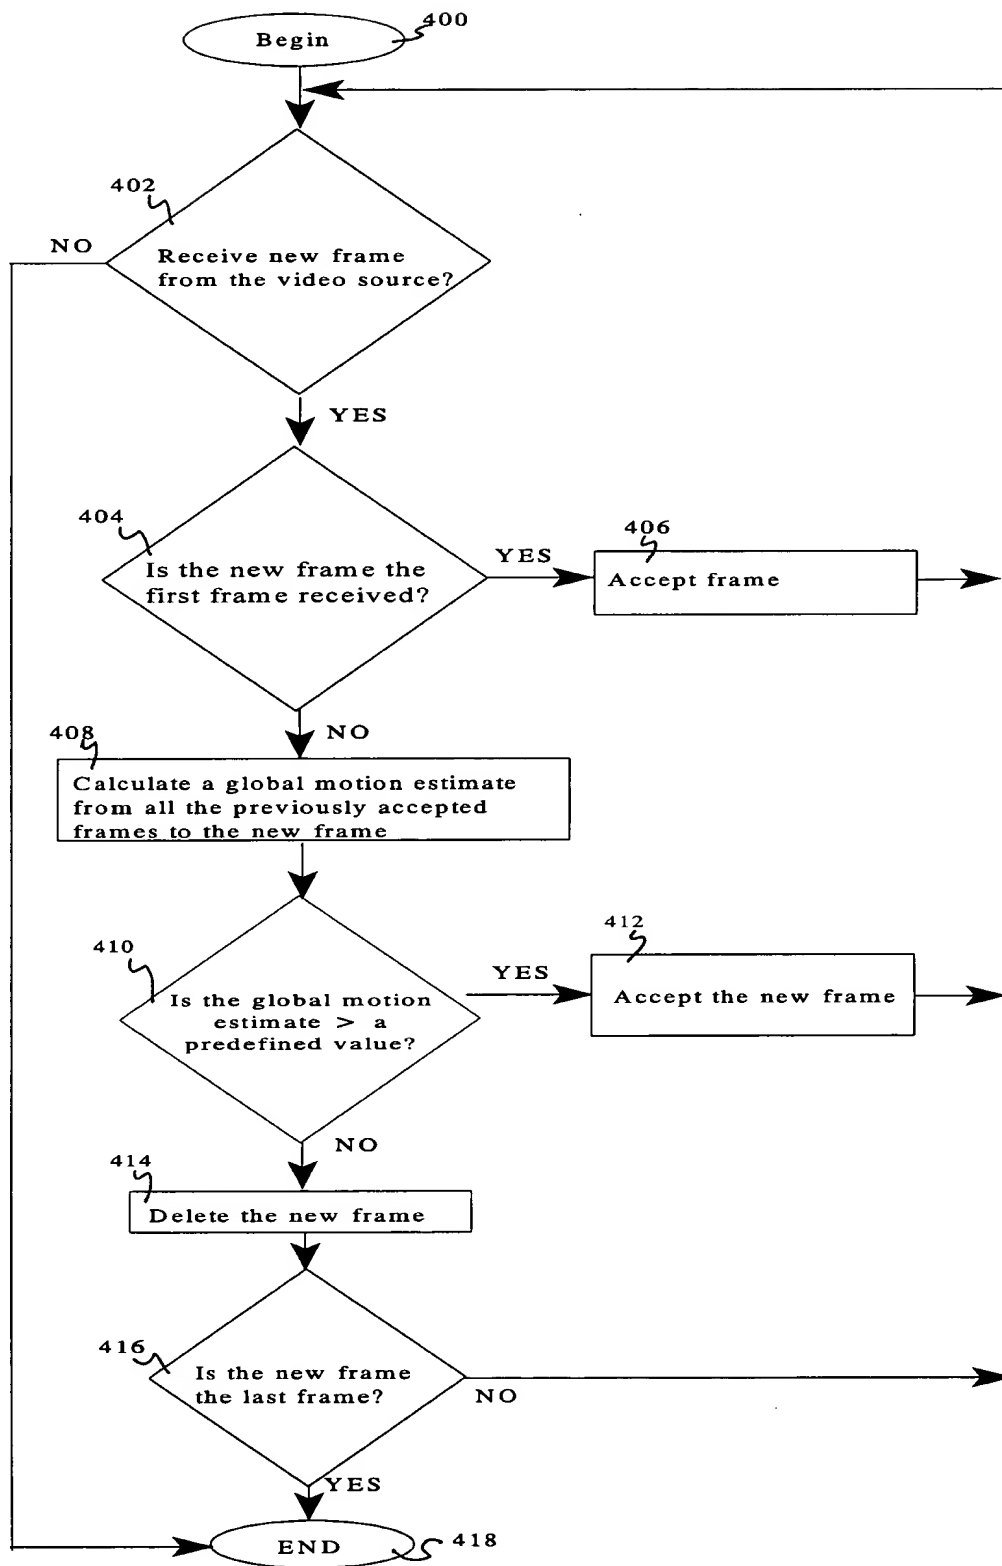 400
Begin
402
NO
Receive new frame
from the video source?
YES
404
Is the new frame the
first frame received?
YES
406
Accept frame
NO
408
Calculate a global motion estimate
from all the previously accepted
frames to the new frame
410
Is the global motion
estimate > a
predefined value?
YES
412
Accept the new frame
NO
414
Delete the new frame
416
Is the new frame
the last frame?
NO
YES
END
418